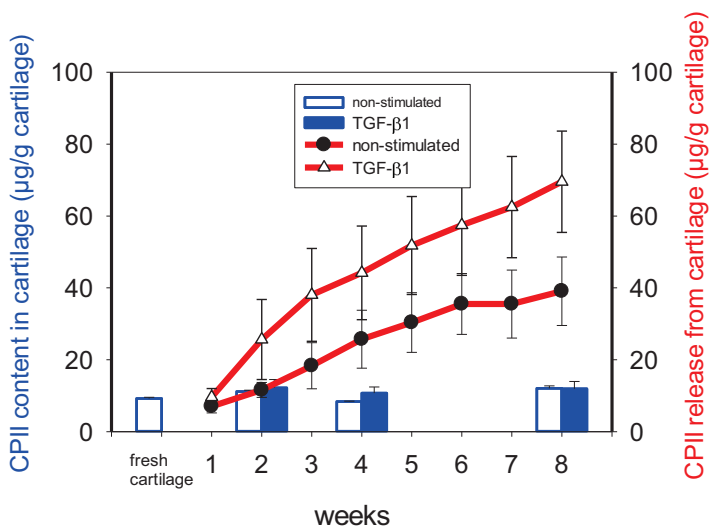 CPII content in cartilage (µg/g cartilage)
100
80
60
40
20
0
non-stimulated
TGF-β1
non-stimulated
TGF-β1
100
80
60
40
20
0
CPII release from cartilage (µg/g cartilage)
fresh
cartilage
1 2 3 4 5 6 7 8
weeks